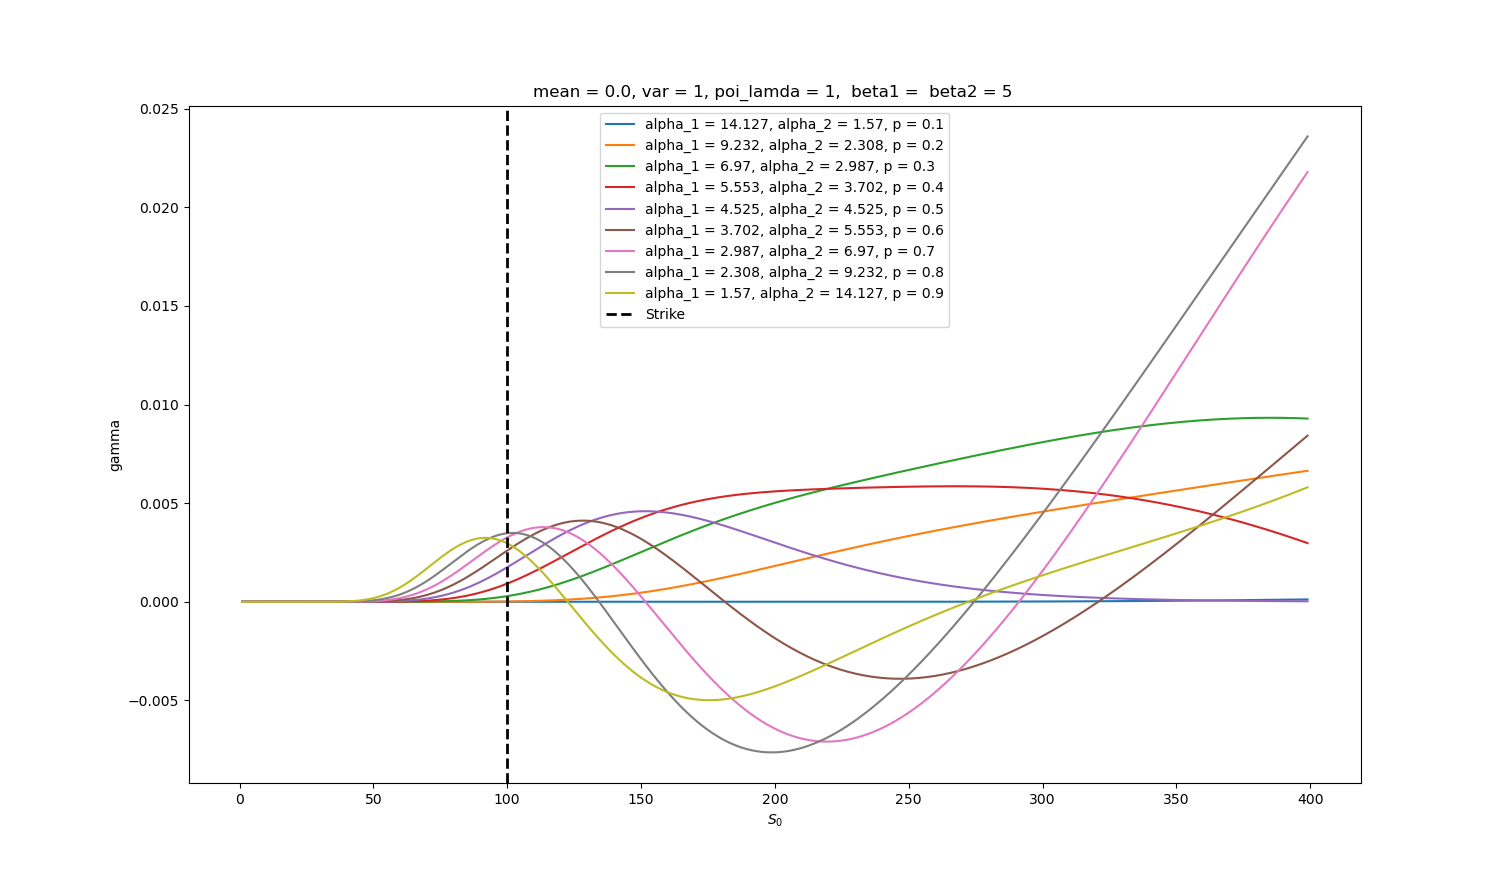 mean = 0.0, var = 1, poi_lamda = 1,  beta1 =  beta2 = 5
0.025
0.020
0.015
0.010
0.005
0.000
−0.005
gamma
alpha_1 = 14.127, alpha_2 = 1.57, p = 0.1
alpha_1 = 9.232, alpha_2 = 2.308, p = 0.2
alpha_1 = 6.97, alpha_2 = 2.987, p = 0.3
alpha_1 = 5.553, alpha_2 = 3.702, p = 0.4
alpha_1 = 4.525, alpha_2 = 4.525, p = 0.5
alpha_1 = 3.702, alpha_2 = 5.553, p = 0.6
alpha_1 = 2.987, alpha_2 = 6.97, p = 0.7
alpha_1 = 2.308, alpha_2 = 9.232, p = 0.8
alpha_1 = 1.57, alpha_2 = 14.127, p = 0.9
Strike
0 50 100 150 200 250 300 350 400
S₀